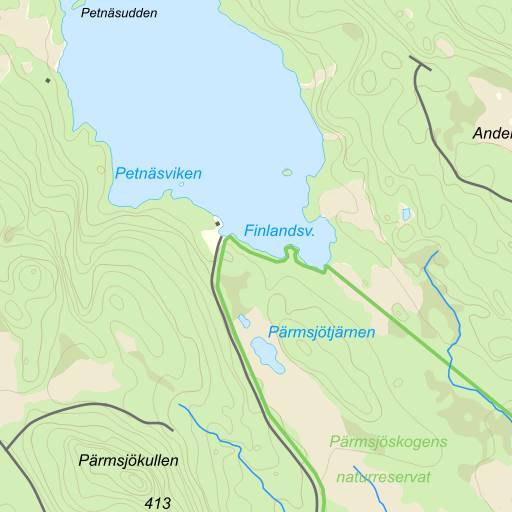 Petnäsudden
Ander
Petnäsviken
Finlandsv.
Pärmsjötjärnen
Pärmsjöskogens
naturreservat
Pärmsjökullen
413